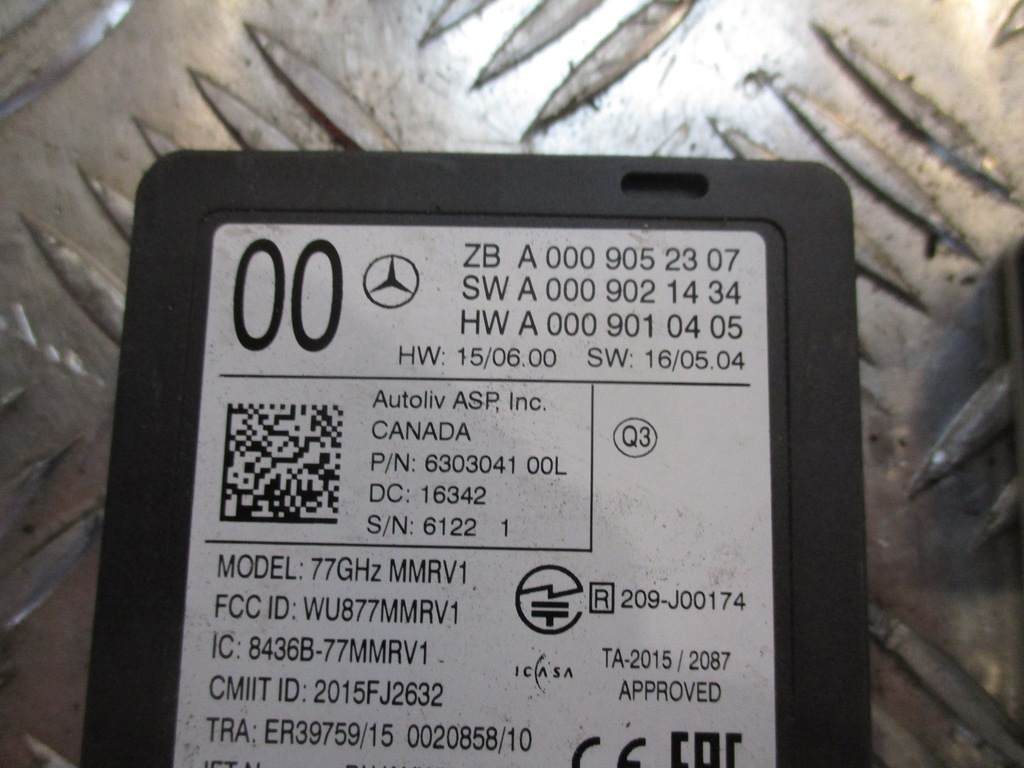 00
ZB A 000 905 23 07
SW A 000 902 14 34
HW A 000 901 04 05
HW: 15/06.00 SW: 16/05.04
Autoliv ASP, Inc.
CANADA
P/N: 6303041 00L
DC: 16342
S/N: 6122 1
Q3
MODEL: 77GHz MMRV1
FCC ID: WU877MMRV1
IC: 8436B-77MMRV1
CMIIT ID: 2015FJ2632
TRA: ER39759/15 0020858/10
R 209-J00174
ICASA
TA-2015 / 2087
APPROVED
CE EAC